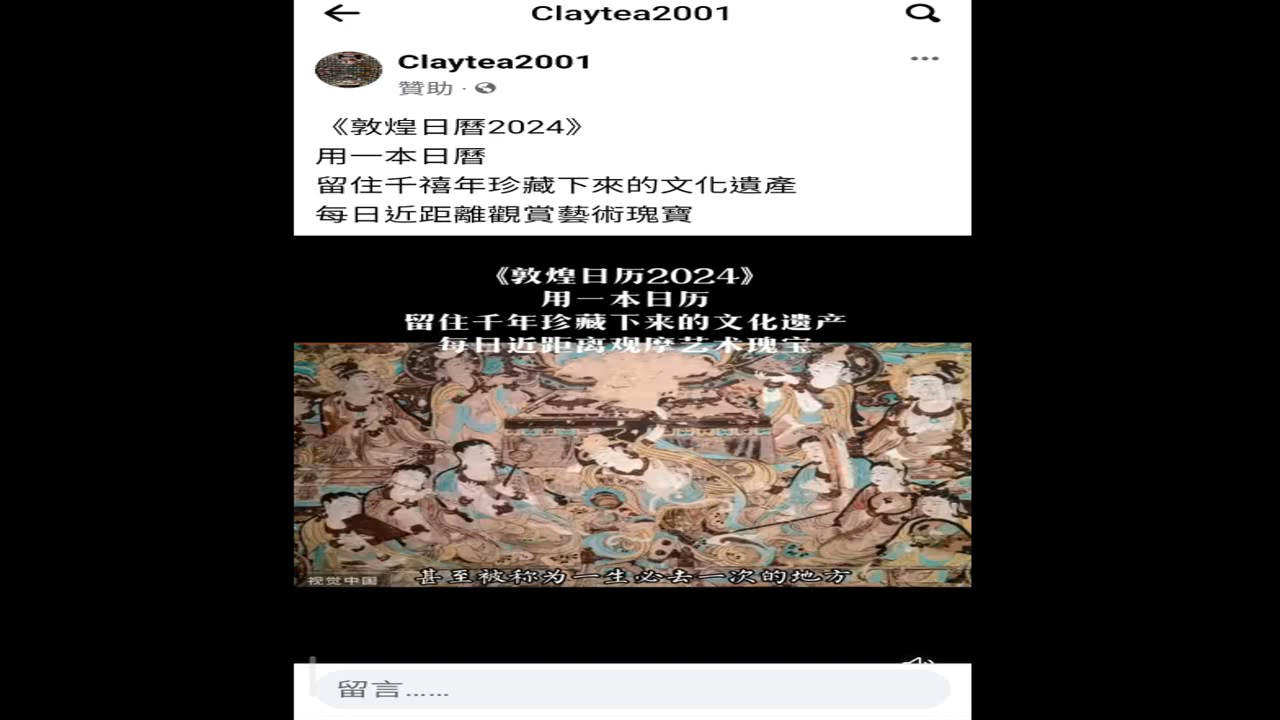 Claytea2001
Claytea2001
贊助 ·
《敦煌日曆2024》
用一本日曆
留住千禧年珍藏下來的文化遺產
每日近距離觀賞藝術瑰寶
《敦煌日历2024》
用一本日历
留住千年珍藏下来的文化遗产
每日近距离观摩艺术瑰宝
视觉中国
甚至被称为一生必去一次的地方
留言......